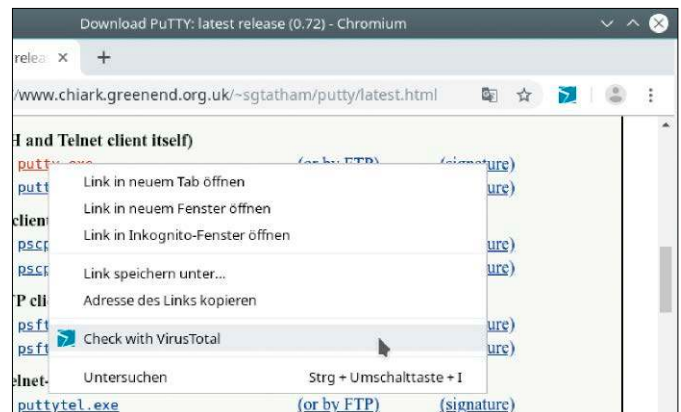 Download PuTTY: latest release (0.72) - Chromium
relea
/www.chiark.greenend.org.uk/~sgtatham/putty/latest.html
H and Telnet client itself)
putty.exe (or by FTP) (signature)
putt ure)
Link in neuem Tab öffnen
Link in neuem Fenster öffnen
clien
Link in Inkognito-Fenster öffnen
pscp ure)
pscp ure)
Link speichern unter...
Adresse des Links kopieren
P cli
psft ure)
Check with VirusTotal
psft ure)
Untersuchen Strg + Umschalttaste + I
elnet-
puttytel.exe (or by FTP) (signature)